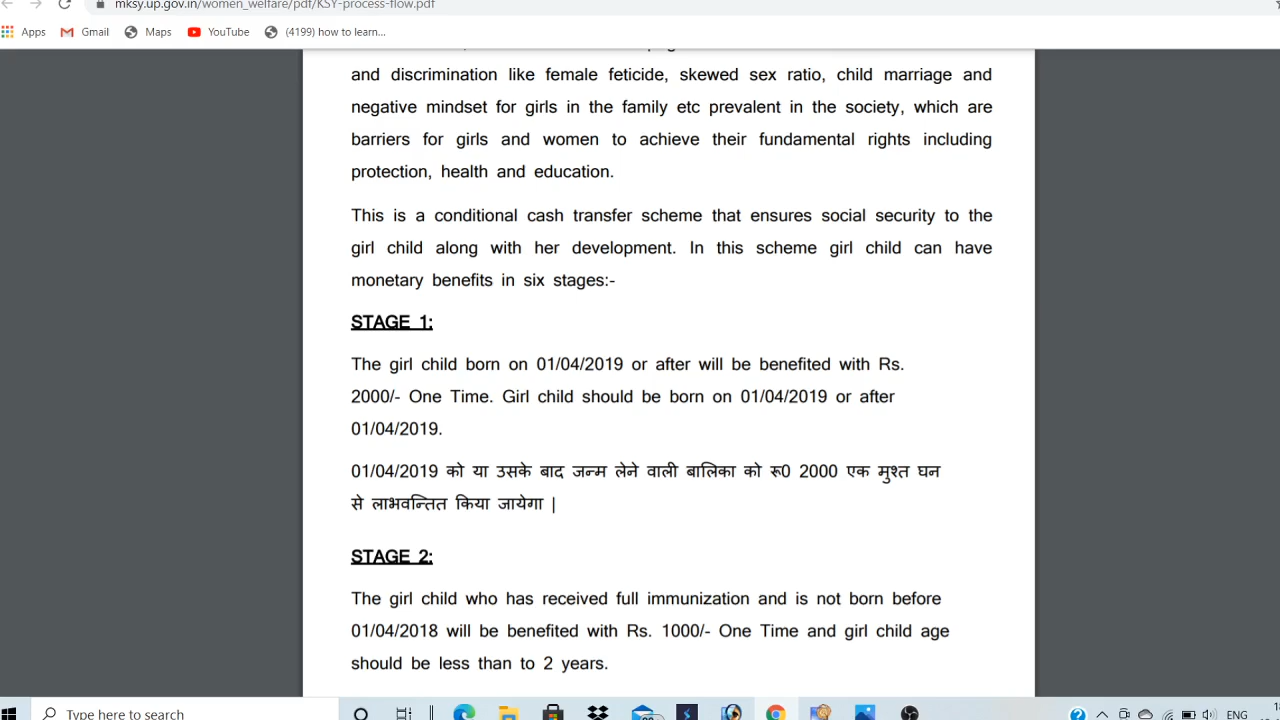 mksy.up.gov.in/women_welfare/pdf/KSY-process-flow.pdf
Apps Gmail Maps YouTube (4199) how to learn...
and discrimination like female feticide, skewed sex ratio, child marriage and
negative mindset for girls in the family etc prevalent in the society, which are
barriers for girls and women to achieve their fundamental rights including
protection, health and education.
This is a conditional cash transfer scheme that ensures social security to the
girl child along with her development. In this scheme girl child can have
monetary benefits in six stages:-
STAGE 1:
The girl child born on 01/04/2019 or after will be benefited with Rs.
2000/- One Time. Girl child should be born on 01/04/2019 or after
01/04/2019.
01/04/2019 को या उसके बाद जन्म लेने वाली बालिका को रू0 2000 एक मुश्त घन
से लाभवन्तित किया जायेगा |
STAGE 2:
The girl child who has received full immunization and is not born before
01/04/2018 will be benefited with Rs. 1000/- One Time and girl child age
should be less than to 2 years.
Type here to search
ENG